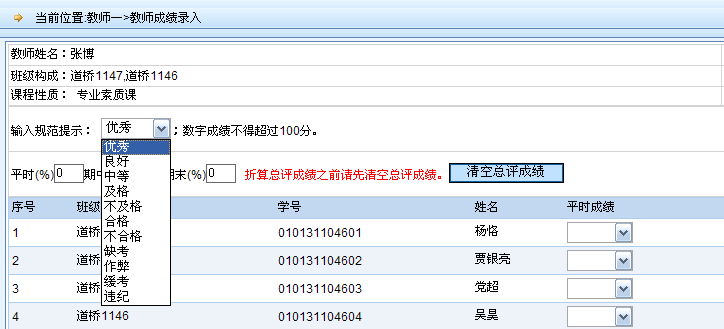 当前位置:教师一->教师成绩录入
教师姓名：张博
班级构成：道桥1147,道桥1146
课程性质： 专业素质课
输入规范提示： 优秀 ；数字成绩不得超过100分。
优秀
良好
中等
及格
不及格
合格
不合格
缺考
作弊
缓考
违纪
平时(%)0 期中 期末(%)0 折算总评成绩之前请先清空总评成绩。 清空总评成绩
序号 班级 学号 姓名 平时成绩
1 道桥 010131104601 杨恪
2 道桥 010131104602 贾银亮
3 道桥 010131104603 党超
4 道桥1146 010131104604 吴昊